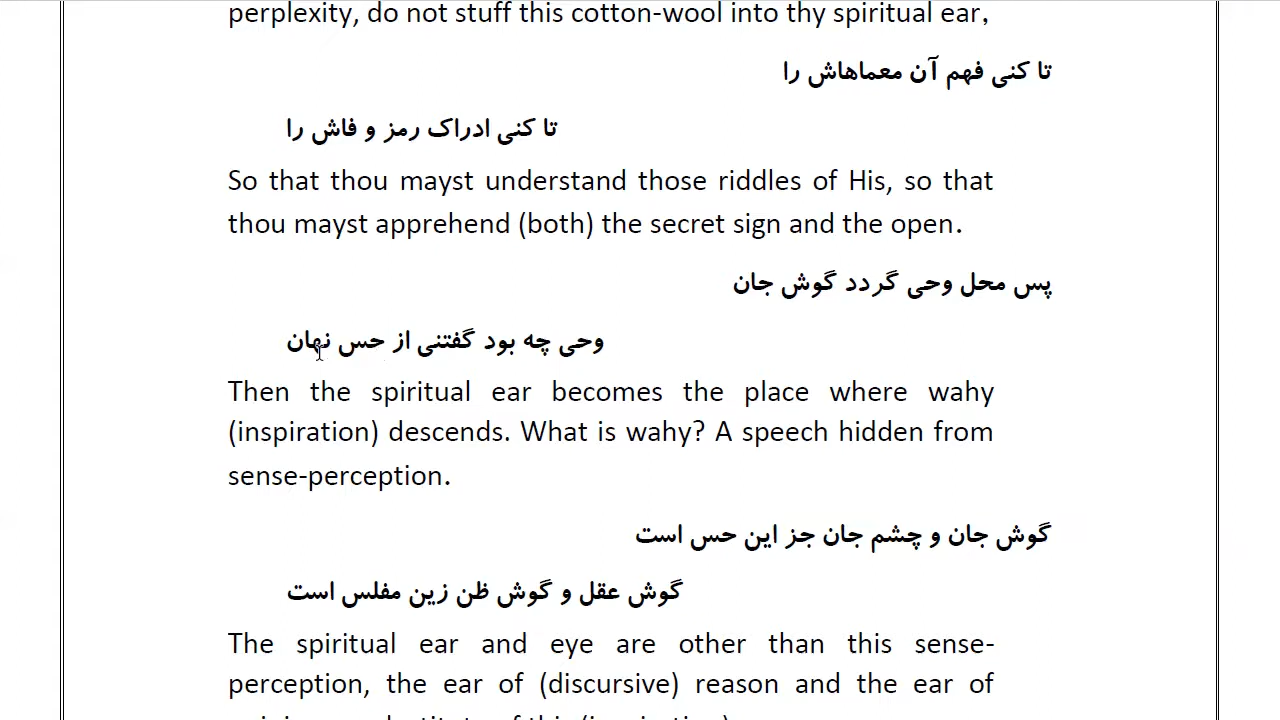 perplexity, do not stuff this cotton-wool into thy spiritual ear,
تا کنی فهم آن معماهاش را
تا کنی ادراک رمز و فاش را
So that thou mayst understand those riddles of His, so that
thou mayst apprehend (both) the secret sign and the open.
پس محل وحی گردد گوش جان
وحی چه بود گفتنی از حس نهان
Then the spiritual ear becomes the place where wahy
(inspiration) descends. What is wahy? A speech hidden from
sense-perception.
گوش جان و چشم جان جز این حس است
گوش عقل و گوش ظن زین مفلس است
The spiritual ear and eye are other than this sense-
perception, the ear of (discursive) reason and the ear of